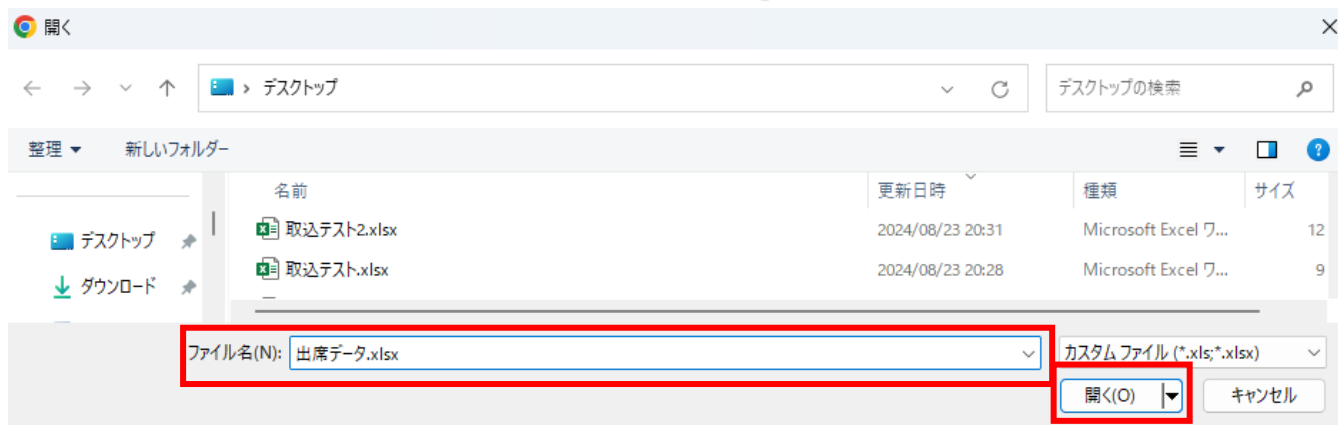 開く
デスクトップ
デスクトップの検索
整理 新しいフォルダー
名前 更新日時 種類 サイズ
デスクトップ
ダウンロード
取込テスト2.xlsx 2024/08/23 20:31 Microsoft Excel ワ... 12
取込テスト.xlsx 2024/08/23 20:28 Microsoft Excel ワ... 9
ファイル名(N): 出席データ.xlsx カスタム ファイル (*.xls;*.xlsx)
開く(O) キャンセル